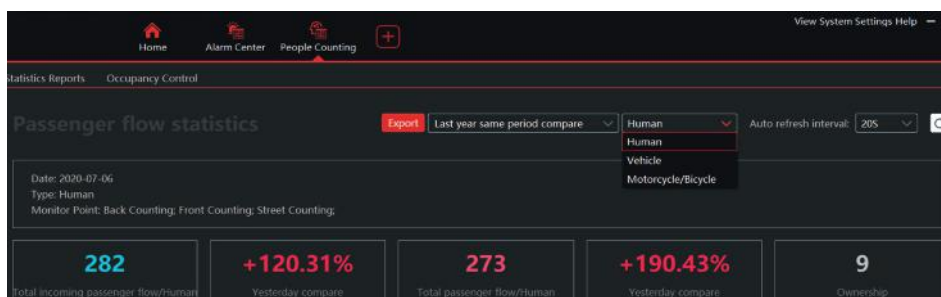 View System Settings Help
Home Alarm Center People Counting
Statistics Reports Occupancy Control
Passenger flow statistics Export Last year same period compare Human Auto refresh interval: 20S
Human
Vehicle
Motorcycle/Bicycle
Date: 2020-07-06
Type: Human
Monitor Point: Back Counting; Front Counting; Street Counting;
282 +120.31% 273 +190.43% 9
Total incoming passenger flow/Human Yesterday compare Total passenger flow/Human Yesterday compare Ownership